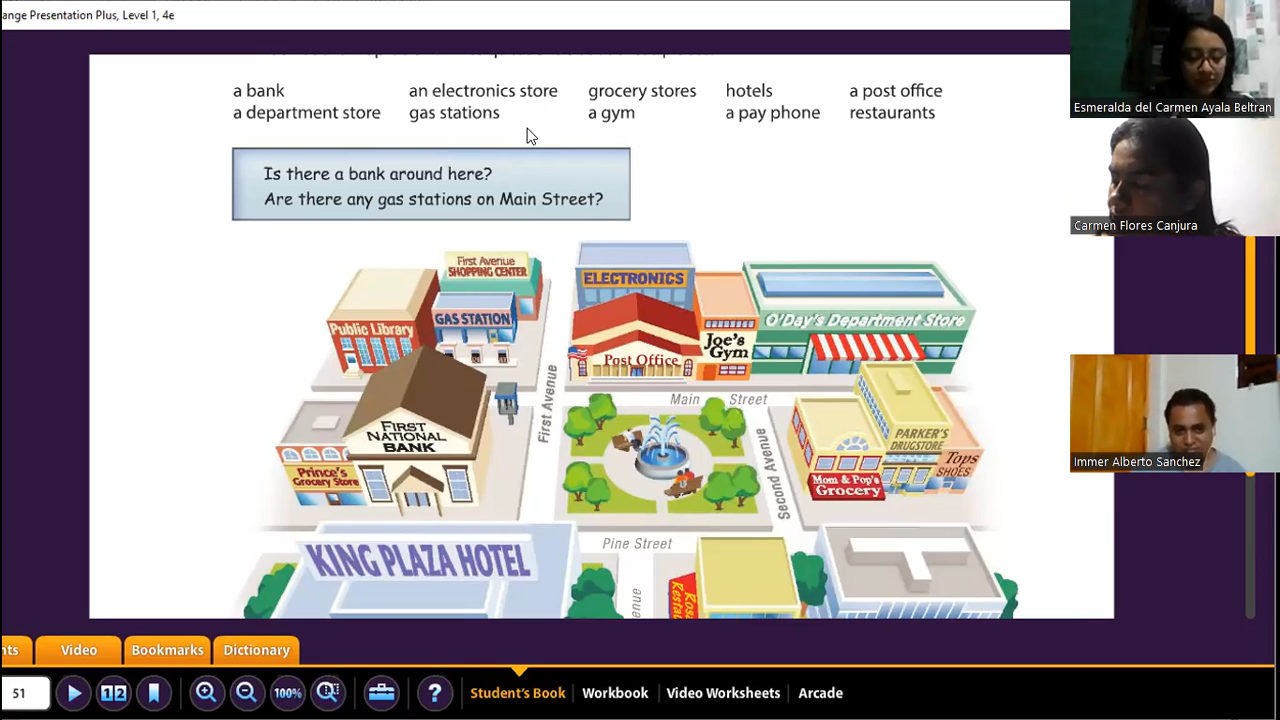 ange Presentation Plus, Level 1, 4e
Esmeralda del Carmen Ayala Beltran
Carmen Flores Canjura
Immer Alberto Sanchez
a bank an electronics store grocery stores hotels a post office
a department store gas stations a gym a pay phone restaurants
Is there a bank around here?
Are there any gas stations on Main Street?
First Avenue
SHOPPING CENTER
ELECTRONICS
Public Library
GAS STATION
Post Office
Joe's
Gym
O'Day's Department Store
First Avenue
Main Street
FIRST
NATIONAL
BANK
Prince's
Grocery Store
Second Avenue
PARKER'S
DRUGSTORE
Tops
SHOES
Mom & Pop's
Grocery
KING PLAZA HOTEL
Pine Street
enue
nts Video Bookmarks Dictionary
51 12 100% ? Student's Book Workbook Video Worksheets Arcade